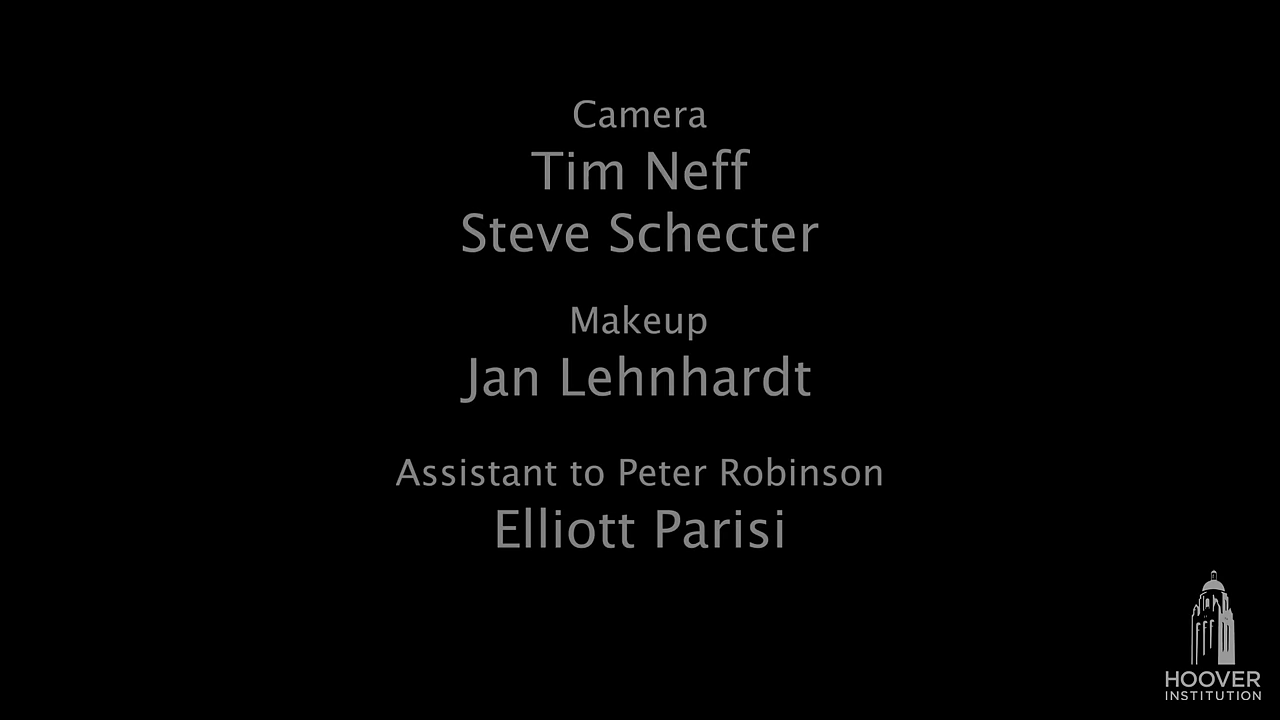 Camera
Tim Neff
Steve Schecter
Makeup
Jan Lehnhardt
Assistant to Peter Robinson
Elliott Parisi
HOOVER
INSTITUTION